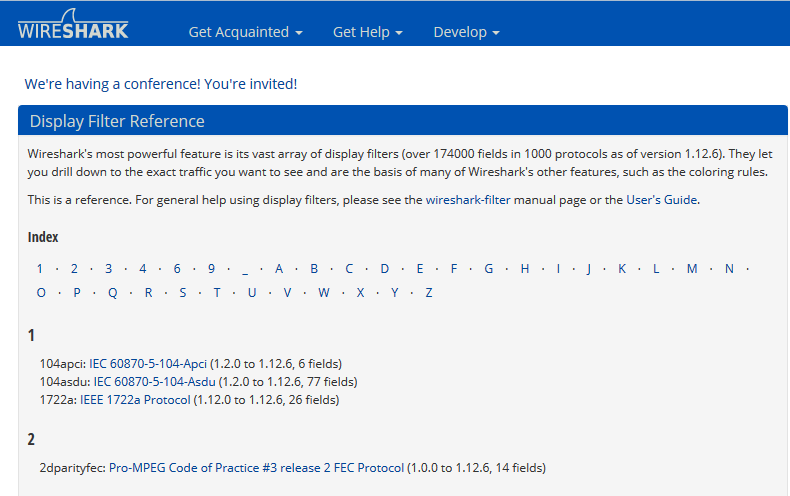 WIRESHARK
Get Acquainted Get Help Develop
We're having a conference! You're invited!
Display Filter Reference
Wireshark's most powerful feature is its vast array of display filters (over 174000 fields in 1000 protocols as of version 1.12.6). They let
you drill down to the exact traffic you want to see and are the basis of many of Wireshark's other features, such as the coloring rules.
This is a reference. For general help using display filters, please see the wireshark-filter manual page or the User's Guide.
Index
1 · 2 · 3 · 4 · 6 · 9 · _ · A · B · C · D · E · F · G · H · I · J · K · L · M · N ·
O · P · Q · R · S · T · U · V · W · X · Y · Z
1
104apci: IEC 60870-5-104-Apci (1.2.0 to 1.12.6, 6 fields)
104asdu: IEC 60870-5-104-Asdu (1.2.0 to 1.12.6, 77 fields)
1722a: IEEE 1722a Protocol (1.12.0 to 1.12.6, 26 fields)
2
2dparityfec: Pro-MPEG Code of Practice #3 release 2 FEC Protocol (1.0.0 to 1.12.6, 14 fields)